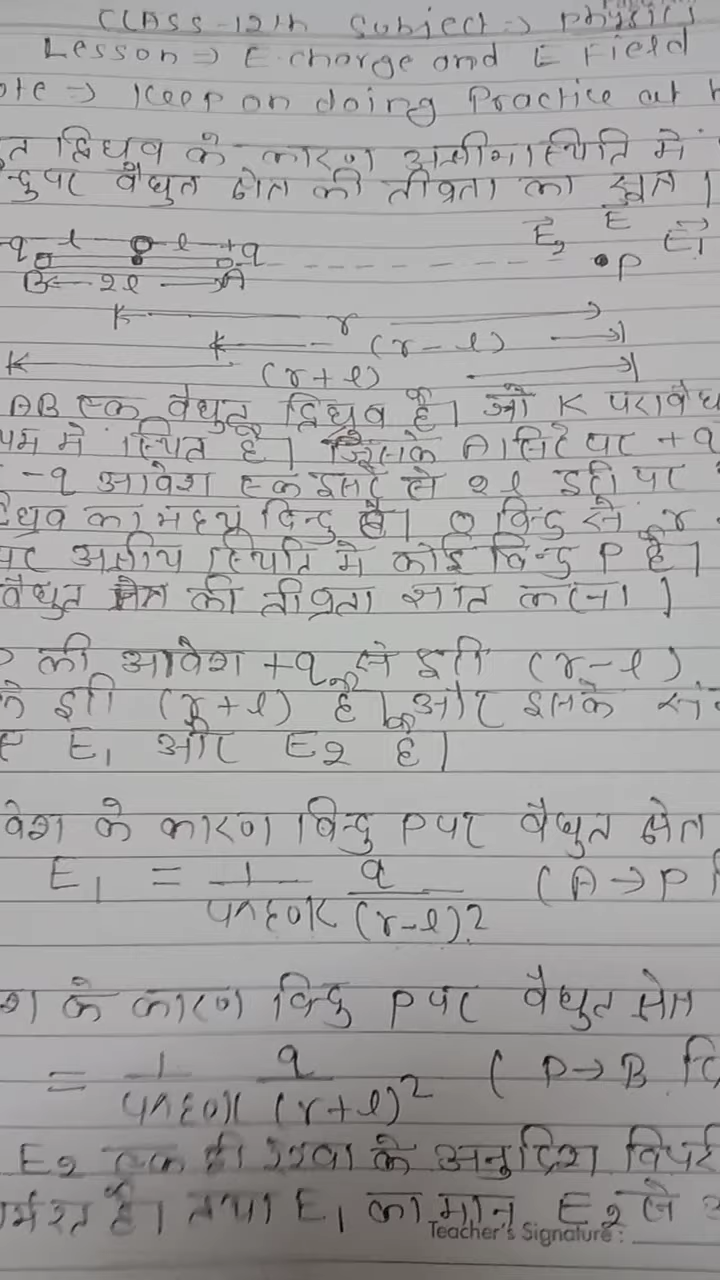 CLASS-12th Subject → Physics
Lesson → E.charge and E Field
ote → Keep on doing Practice at h
त द्विध्रुव के कारण अक्षीय स्थिति में
न्दु पर वैधुत क्षेत्र की तीव्रता का सूत्र।
E₂ E E₁
-q l O l +q
B← 2l →A P
r
(r-l)
(r+l)
AB एक वैधुत द्विध्रुव है। जो K परावैधु
यम में स्थित है। जिसके A सिरे पर +q
-q आवेश एक दूसरे से 2l दूरी पर
ध्रुव का मध्य बिन्दु है। O बिन्दु से r
पर अक्षीय स्थिति में कोई बिन्दु P है।
वैधुत क्षेत्र की तीव्रता ज्ञात करना।
P की आवेश +q से दूरी (r-l)
से दूरी (r+l) है। और इसके सं
E₁ और E₂ है।
वेश के कारण बिन्दु P पर वैधुत क्षेत्र
E₁ = 1/4πε0K q/(r-l)² (A→P
श के कारण बिन्दु P पर वैधुत क्षेत्र
= 1/4πε0K q/(r+l)² (P→B दि
E₂ एक ही रेखा के अनुदिश विपरी
है। तथा E₁ का मान E₂ से
Teacher's Signature :